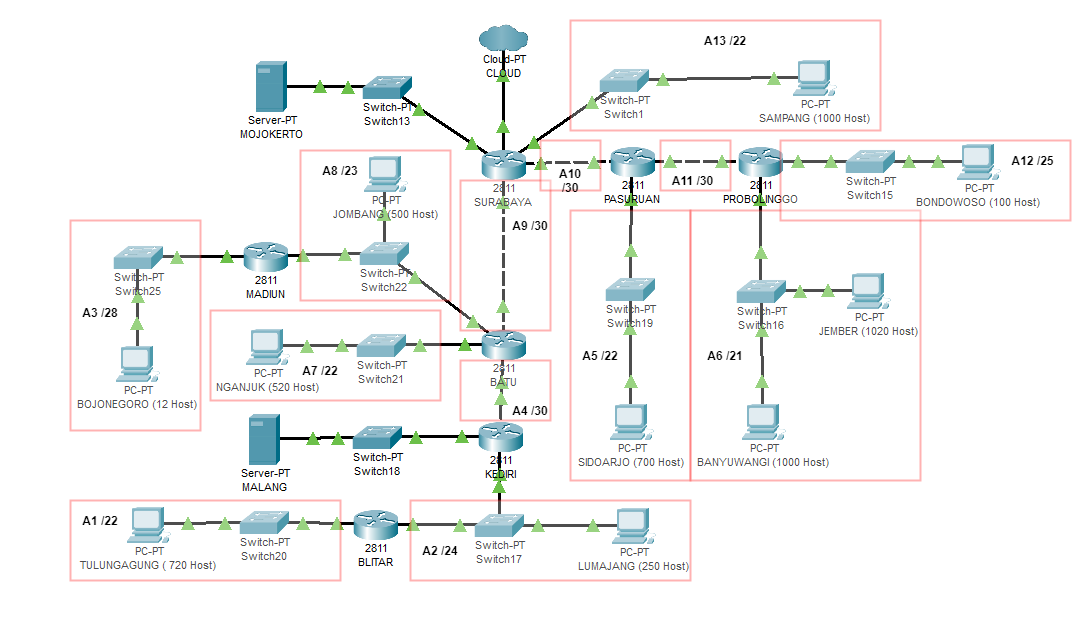 A13 /22
Cloud-PT
CLOUD
Server-PT
MOJOKERTO
Switch-PT
Switch13
Switch-PT
Switch1
PC-PT
SAMPANG (1000 Host)
A8 /23
PC-PT
JOMBANG (500 Host)
2811
SURABAYA
A10
/30
2811
PASURUAN
A11 /30
2811
PROBOLINGGO
Switch-PT
Switch15
A12 /25
PC-PT
BONDOWOSO (100 Host)
A9 /30
Switch-PT
Switch25
2811
MADIUN
Switch-PT
Switch22
A3 /28
PC-PT
BOJONEGORO (12 Host)
Switch-PT
Switch19
Switch-PT
Switch16
PC-PT
JEMBER (1020 Host)
A5 /22
A6 /21
PC-PT
NGANJUK (520 Host)
A7 /22
Switch-PT
Switch21
2811
BATU
A4 /30
PC-PT
SIDOARJO (700 Host)
PC-PT
BANYUWANGI (1000 Host)
Server-PT
MALANG
Switch-PT
Switch18
2811
KEDIRI
A1 /22
PC-PT
TULUNGAGUNG ( 720 Host)
Switch-PT
Switch20
2811
BLITAR
A2 /24
Switch-PT
Switch17
PC-PT
LUMAJANG (250 Host)